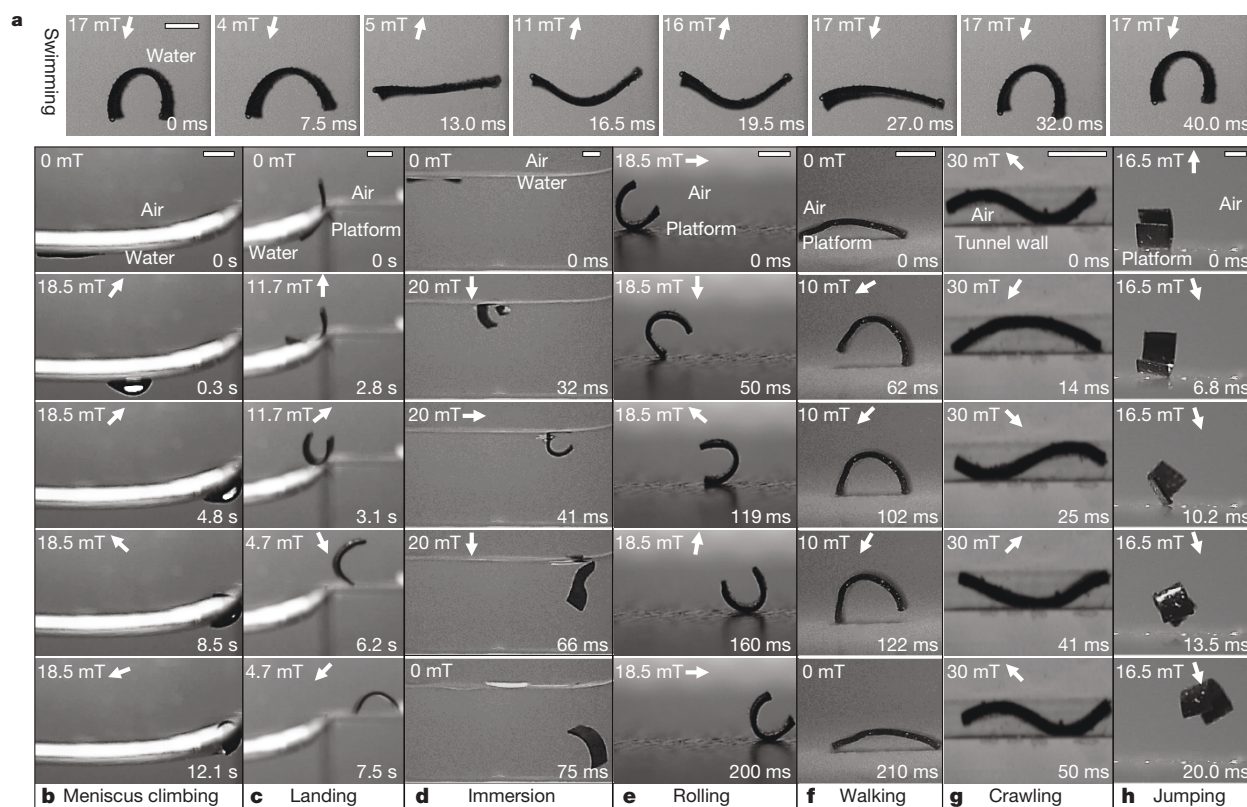 a
Swimming
17 mT
Water
0 ms
4 mT
7.5 ms
5 mT
13.0 ms
11 mT
16.5 ms
16 mT
19.5 ms
17 mT
27.0 ms
17 mT
32.0 ms
17 mT
40.0 ms
0 mT
Air
Water
0 s
18.5 mT
0.3 s
18.5 mT
4.8 s
18.5 mT
8.5 s
18.5 mT
12.1 s
b Meniscus climbing
0 mT
Air
Platform
Water
0 s
11.7 mT
2.8 s
11.7 mT
3.1 s
4.7 mT
6.2 s
4.7 mT
7.5 s
c Landing
0 mT
Air
Water
0 ms
20 mT
32 ms
20 mT
41 ms
20 mT
66 ms
0 mT
75 ms
d Immersion
18.5 mT
Air
Platform
0 ms
18.5 mT
50 ms
18.5 mT
119 ms
18.5 mT
160 ms
18.5 mT
200 ms
e Rolling
0 mT
Air
Platform
0 ms
10 mT
62 ms
10 mT
102 ms
10 mT
122 ms
0 mT
210 ms
f Walking
30 mT
Air
Tunnel wall
0 ms
30 mT
14 ms
30 mT
25 ms
30 mT
41 ms
30 mT
50 ms
g Crawling
16.5 mT
Air
Platform
0 ms
16.5 mT
6.8 ms
16.5 mT
10.2 ms
16.5 mT
13.5 ms
16.5 mT
20.0 ms
h Jumping